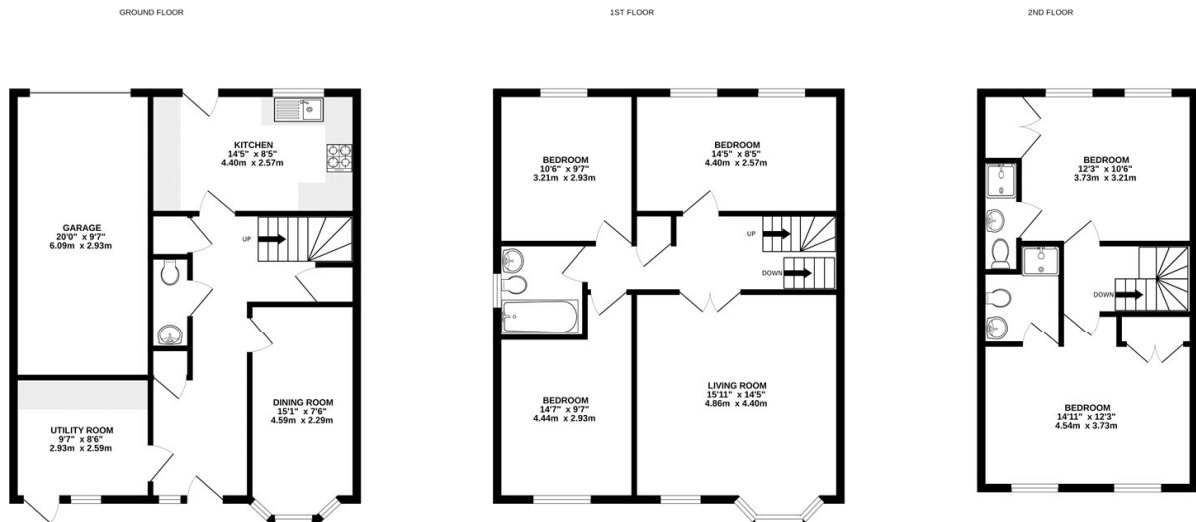 GROUND FLOOR
1ST FLOOR
2ND FLOOR
KITCHEN
14'5" x 8'5"
4.40m x 2.57m
GARAGE
20'0" x 9'7"
6.09m x 2.93m
UP
UTILITY ROOM
9'7" x 8'6"
2.93m x 2.59m
DINING ROOM
15'1" x 7'6"
4.59m x 2.29m
BEDROOM
10'6" x 9'7"
3.21m x 2.93m
BEDROOM
14'5" x 8'5"
4.40m x 2.57m
UP
DOWN
BEDROOM
14'7" x 9'7"
4.44m x 2.93m
LIVING ROOM
15'11" x 14'5"
4.86m x 4.40m
BEDROOM
12'3" x 10'6"
3.73m x 3.21m
DOWN
BEDROOM
14'11" x 12'3"
4.54m x 3.73m